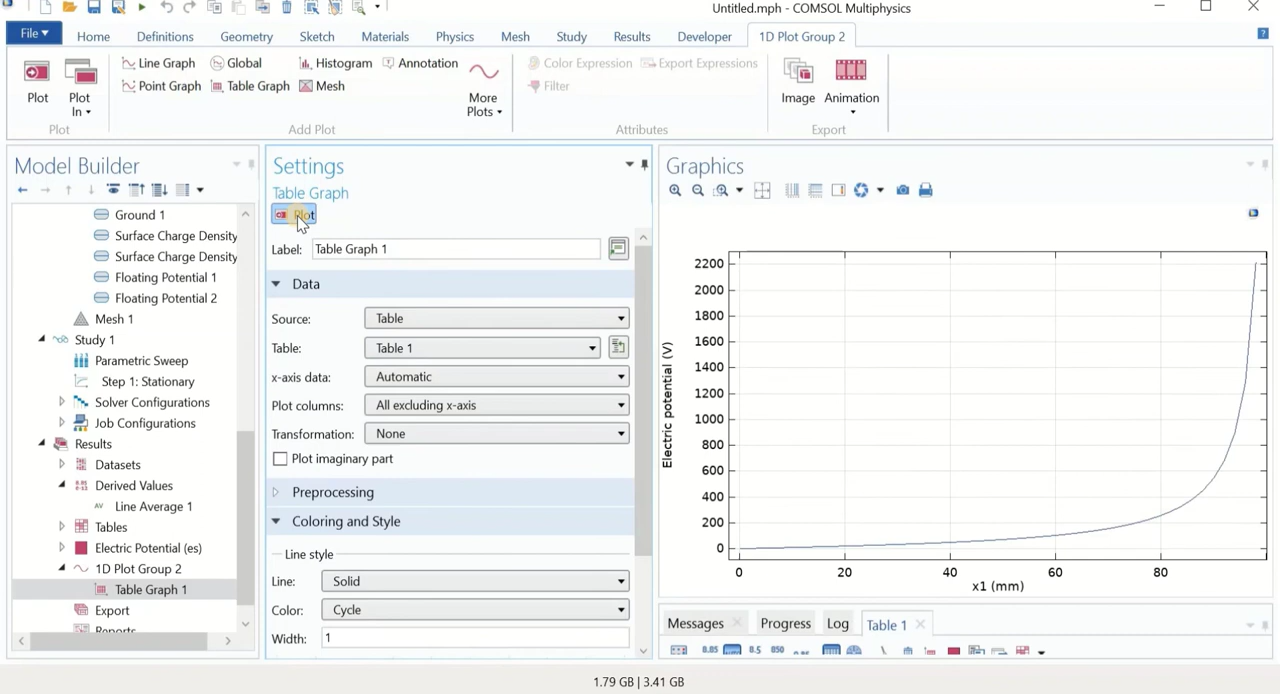 Untitled.mph - COMSOL Multiphysics
File Home Definitions Geometry Sketch Materials Physics Mesh Study Results Developer 1D Plot Group 2
Line Graph Global Histogram Annotation
Point Graph Table Graph Mesh
Plot
Plot In
More Plots
Color Expression Export Expressions
Filter
Image Animation
Plot Add Plot Attributes Export
Model Builder
Ground 1
Surface Charge Density
Surface Charge Density
Floating Potential 1
Floating Potential 2
Mesh 1
Study 1
Parametric Sweep
Step 1: Stationary
Solver Configurations
Job Configurations
Results
Datasets
Derived Values
AV Line Average 1
Tables
Electric Potential (es)
1D Plot Group 2
Table Graph 1
Export
Reports
Settings
Table Graph
Plot
Label: Table Graph 1
Data
Source: Table
Table: Table 1
x-axis data: Automatic
Plot columns: All excluding x-axis
Transformation: None
Plot imaginary part
Preprocessing
Coloring and Style
Line style
Line: Solid
Color: Cycle
Width: 1
Graphics
Electric potential (V)
2200
2000
1800
1600
1400
1200
1000
800
600
400
200
0
0 20 40 60 80
x1 (mm)
Messages Progress Log Table 1
8.85 8.5 850
1.79 GB | 3.41 GB